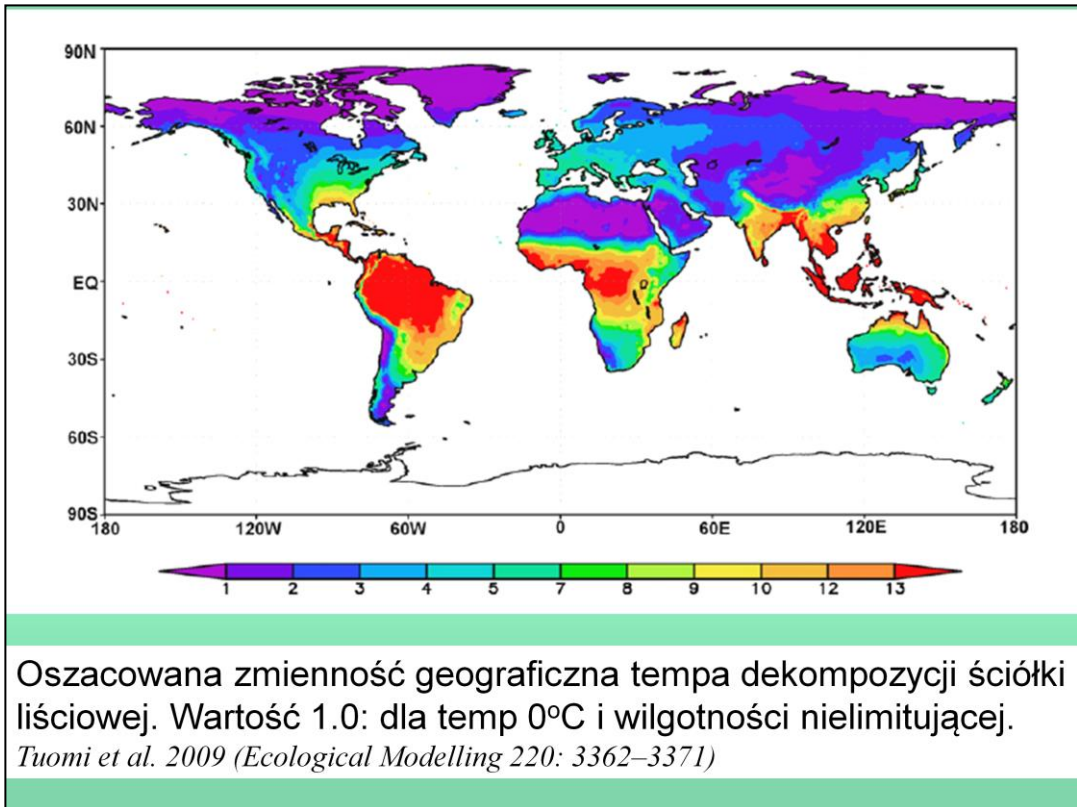 90N
60N
30N
EQ
30S
60S
90S
180 120W 60W 0 60E 120E 180
1 2 3 4 5 7 8 9 10 12 13
Oszacowana zmienność geograficzna tempa dekompozycji ściółki
liściowej. Wartość 1.0: dla temp 0ºC i wilgotności nielimitującej.
Tuomi et al. 2009 (Ecological Modelling 220: 3362–3371)